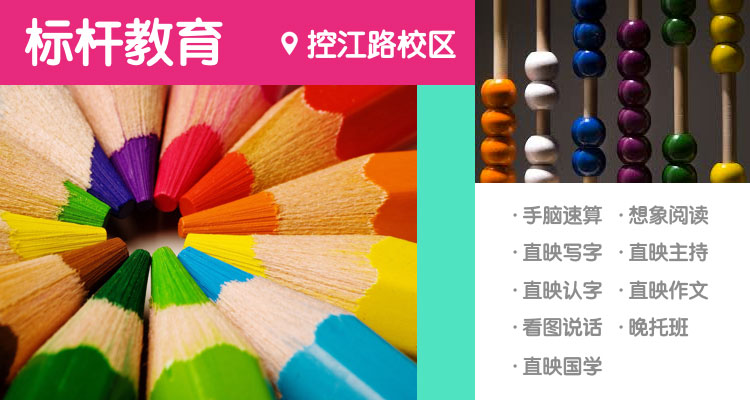 标杆教育
控江路校区
·手脑速算 ·想象阅读
·直映写字 ·直映主持
·直映认字 ·直映作文
·看图说话 ·晚托班
·直映国学